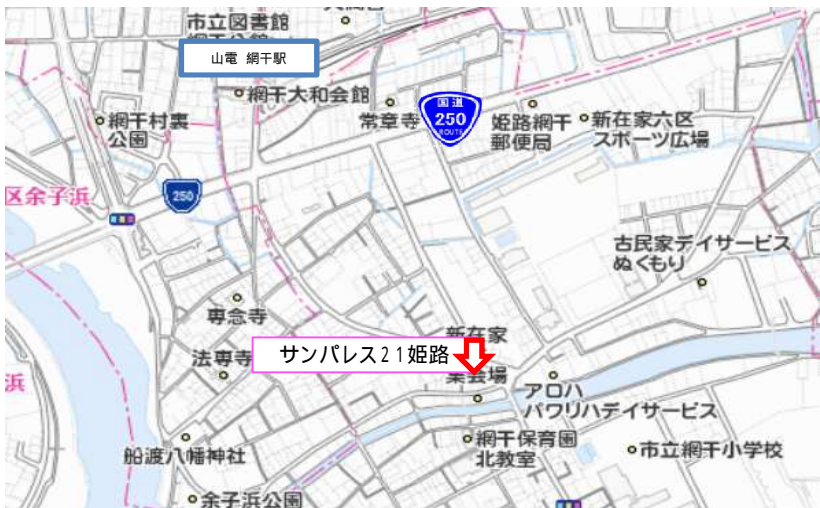 市立図書館
山電 網干駅
網干大和会館
常章寺
国道
250
ROUTE
姫路網干
郵便局
新在家六区
スポーツ広場
網干村裏
公園
区余子浜
250
古民家デイサービス
ぬくもり
専念寺
法専寺
新在家
サンパレス21姫路
集会場
アロハ
パワリハデイサービス
浜
船渡八幡神社
網干保育園
北教室
市立網干小学校
余子浜公園